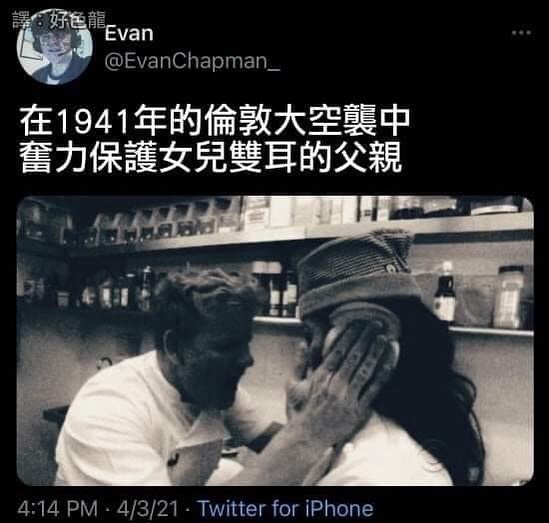 譯：好色龍
Evan
@EvanChapman_
在1941年的倫敦大空襲中
奮力保護女兒雙耳的父親
4:14 PM · 4/3/21 · Twitter for iPhone